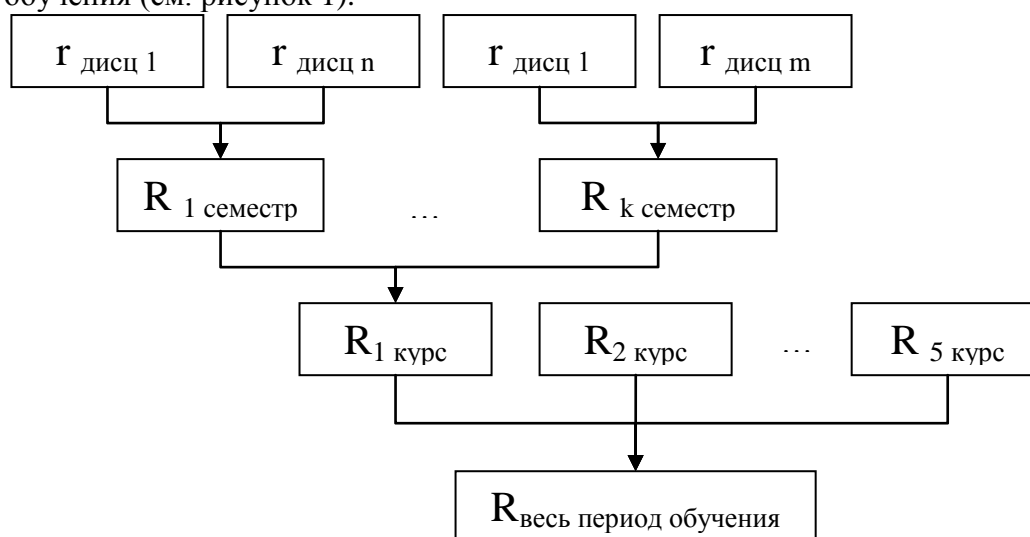 обучения (см. рисунок 1).
r дисц 1 r дисц n r дисц 1 r дисц m
R 1 семестр … R k семестр
R1 курс R2 курс … R 5 курс
Rвесь период обучения